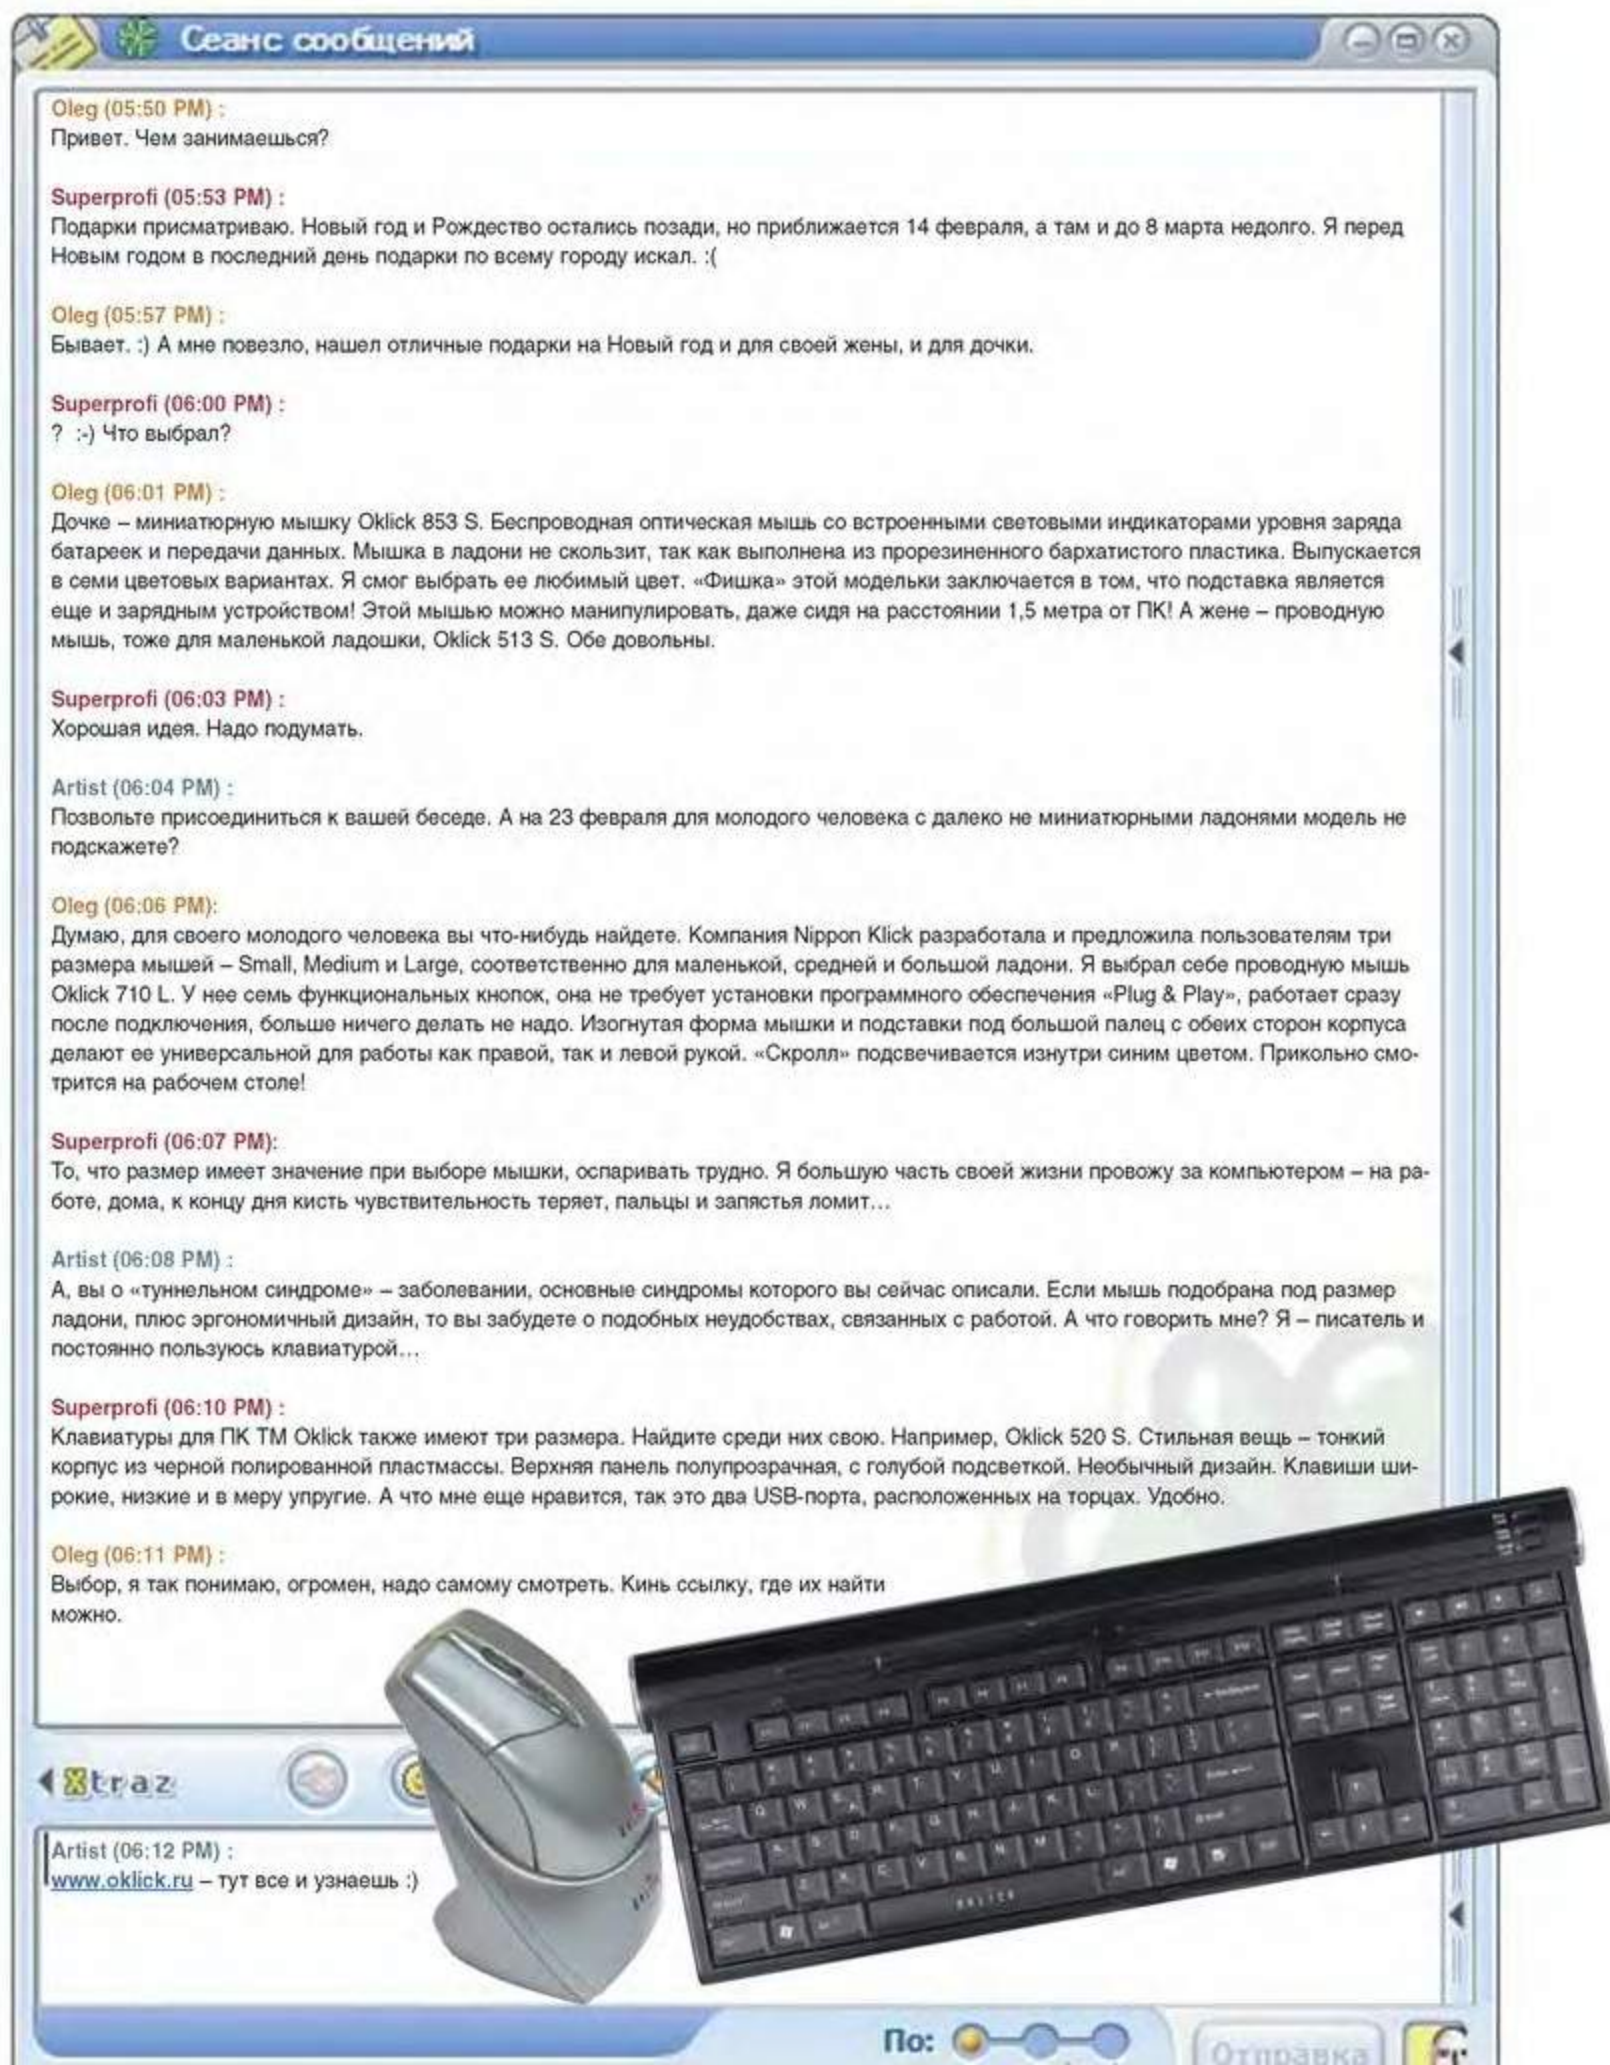 Сеанс сообщений
Oleg (05:50 PM) :
Привет. Чем занимаешься?
Superprofi (05:53 PM) :
Подарки присматриваю. Новый год и Рождество остались позади, но приближается 14 февраля, а там и до 8 марта недолго. Я перед
Новым годом в последний день подарки по всему городу искал. :(
Oleg (05:57 PM) :
Бывает. :) А мне повезло, нашел отличные подарки на Новый год и для своей жены, и для дочки.
Superprofi (06:00 PM) :
? :-) Что выбрал?
Oleg (06:01 PM) :
Дочке – миниатюрную мышку Oklick 853 S. Беспроводная оптическая мышь со встроенными световыми индикаторами уровня заряда
батареек и передачи данных. Мышка в ладони не скользит, так как выполнена из прорезиненного бархатистого пластика. Выпускается
в семи цветовых вариантах. Я смог выбрать ее любимый цвет. «Фишка» этой модельки заключается в том, что подставка является
еще и зарядным устройством! Этой мышью можно манипулировать, даже сидя на расстоянии 1,5 метра от ПК! А жене – проводную
мышь, тоже для маленькой ладошки, Oklick 513 S. Обе довольны.
Superprofi (06:03 PM) :
Хорошая идея. Надо подумать.
Artist (06:04 PM) :
Позвольте присоединиться к вашей беседе. А на 23 февраля для молодого человека с далеко не миниатюрными ладонями модель не
подскажете?
Oleg (06:06 PM):
Думаю, для своего молодого человека вы что-нибудь найдете. Компания Nippon Klick разработала и предложила пользователям три
размера мышей – Small, Medium и Large, соответственно для маленькой, средней и большой ладони. Я выбрал себе проводную мышь
Oklick 710 L. У нее семь функциональных кнопок, она не требует установки программного обеспечения «Plug & Play», работает сразу
после подключения, больше ничего делать не надо. Изогнутая форма мышки и подставки под большой палец с обеих сторон корпуса
делают ее универсальной для работы как правой, так и левой рукой. «Скролл» подсвечивается изнутри синим цветом. Прикольно смо-
трится на рабочем столе!
Superprofi (06:07 PM):
То, что размер имеет значение при выборе мышки, оспаривать трудно. Я большую часть своей жизни провожу за компьютером – на ра-
боте, дома, к концу дня кисть чувствительность теряет, пальцы и запястья ломит...
Artist (06:08 PM) :
А, вы о «туннельном синдроме» – заболевании, основные синдромы которого вы сейчас описали. Если мышь подобрана под размер
ладони, плюс эргономичный дизайн, то вы забудете о подобных неудобствах, связанных с работой. А что говорить мне? Я – писатель и
постоянно пользуюсь клавиатурой...
Superprofi (06:10 PM) :
Клавиатуры для ПК ТМ Oklick также имеют три размера. Найдите среди них свою. Например, Oklick 520 S. Стильная вещь – тонкий
корпус из черной полированной пластмассы. Верхняя панель полупрозрачная, с голубой подсветкой. Необычный дизайн. Клавиши ши-
рокие, низкие и в меру упругие. А что мне еще нравится, так это два USB-порта, расположенных на торцах. Удобно.
Oleg (06:11 PM) :
Выбор, я так понимаю, огромен, надо самому смотреть. Кинь ссылку, где их найти
можно.
Xtraz
Artist (06:12 PM) :
www.oklick.ru – тут все и узнаешь :)
OKLICK
По:
Отправка